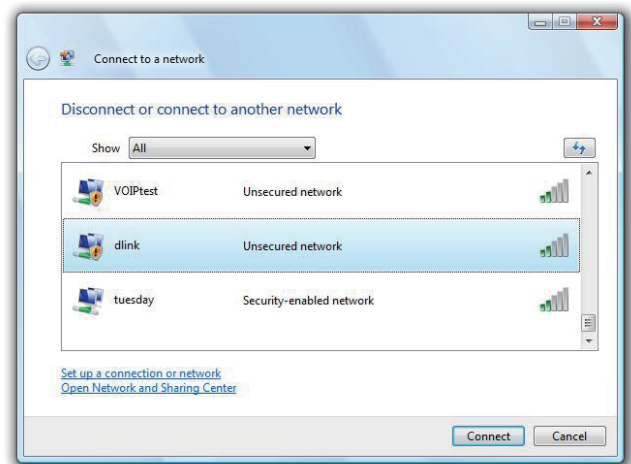 Connect to a network
Disconnect or connect to another network
Show All
VOIPtest Unsecured network
dlink Unsecured network
tuesday Security-enabled network
Set up a connection or network
Open Network and Sharing Center
Connect Cancel